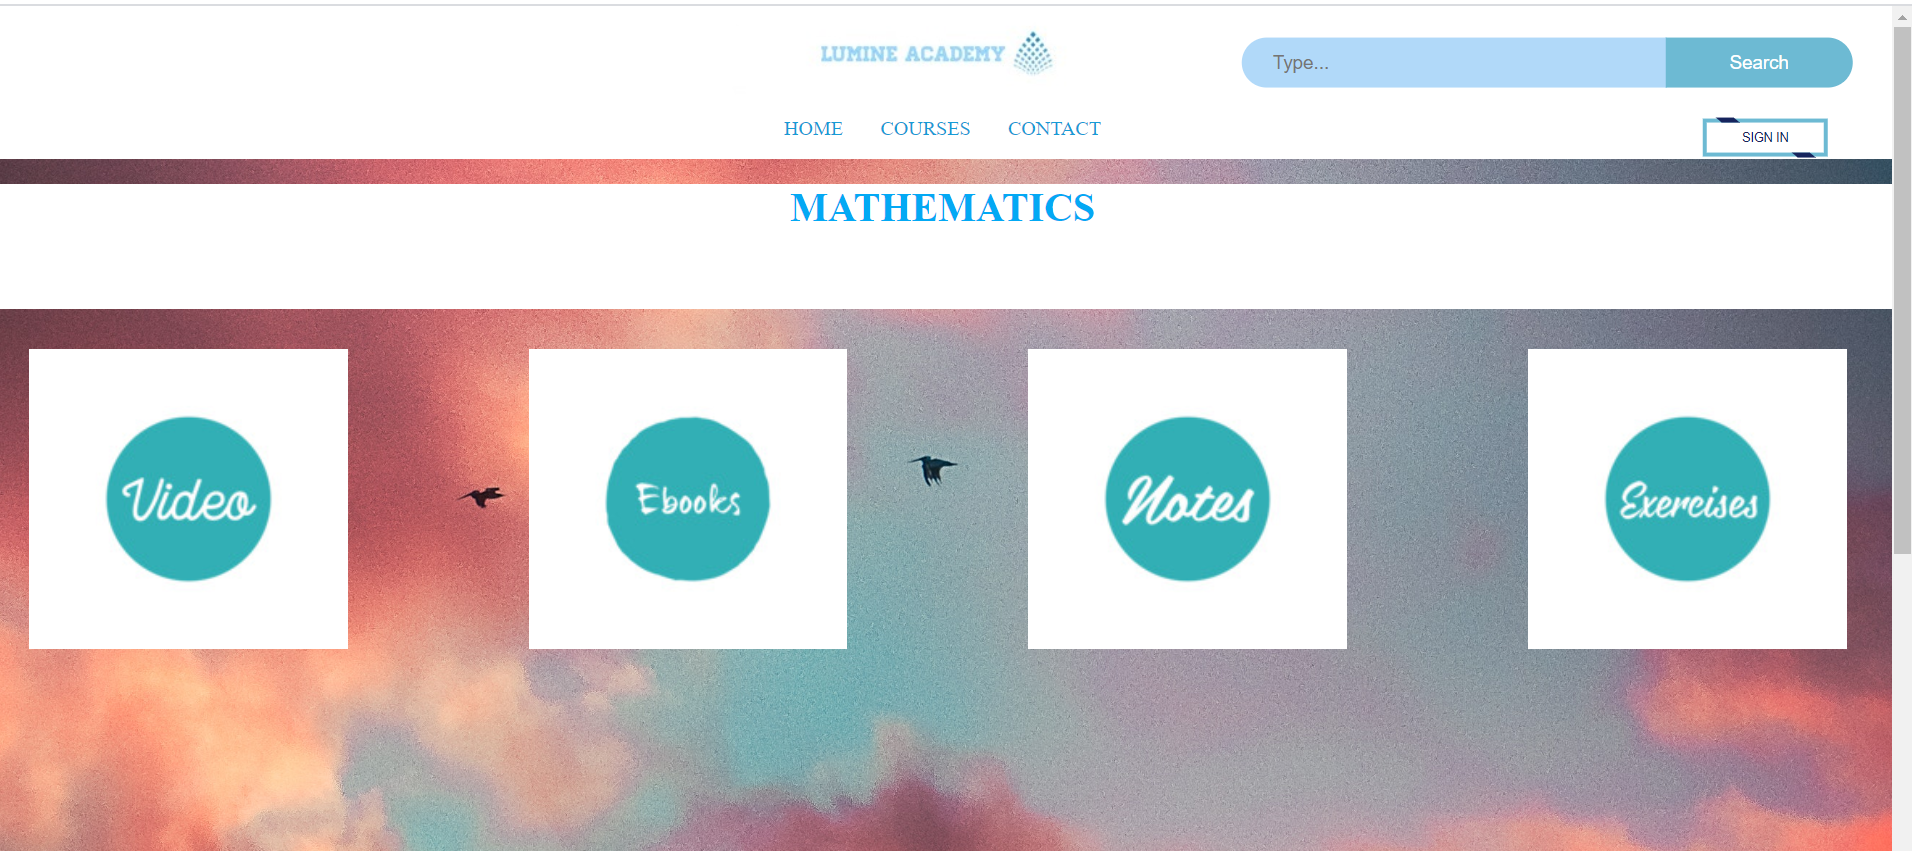 LUMINE ACADEMY
Type...
Search
HOME
COURSES
CONTACT
SIGN IN
MATHEMATICS
Video
Ebooks
Notes
Exercises